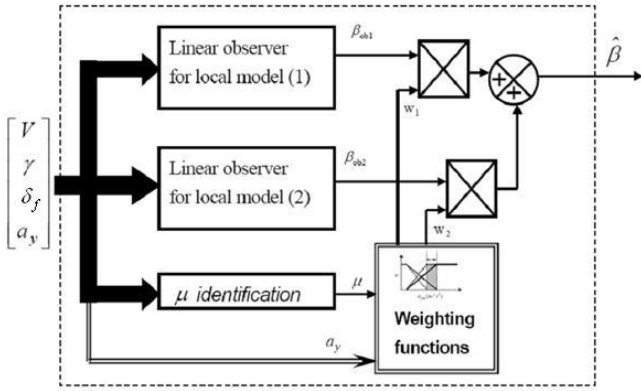 Linear observer
for local model (1)
β_ob1
β̂
w_1
V
γ
δ_f
a_y
Linear observer
for local model (2)
β_ob2
w_2
μ identification
μ
a_y
Weighting
functions